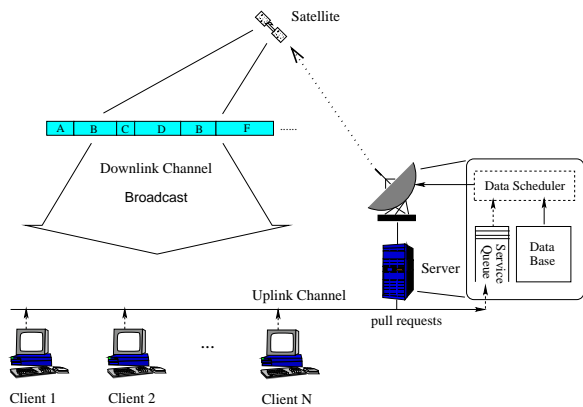 Satellite
A B C D B F ......
Downlink Channel
Broadcast
Data Scheduler
Service
Queue
Data
Base
Server
Uplink Channel
pull requests
...
Client 1 Client 2 Client N